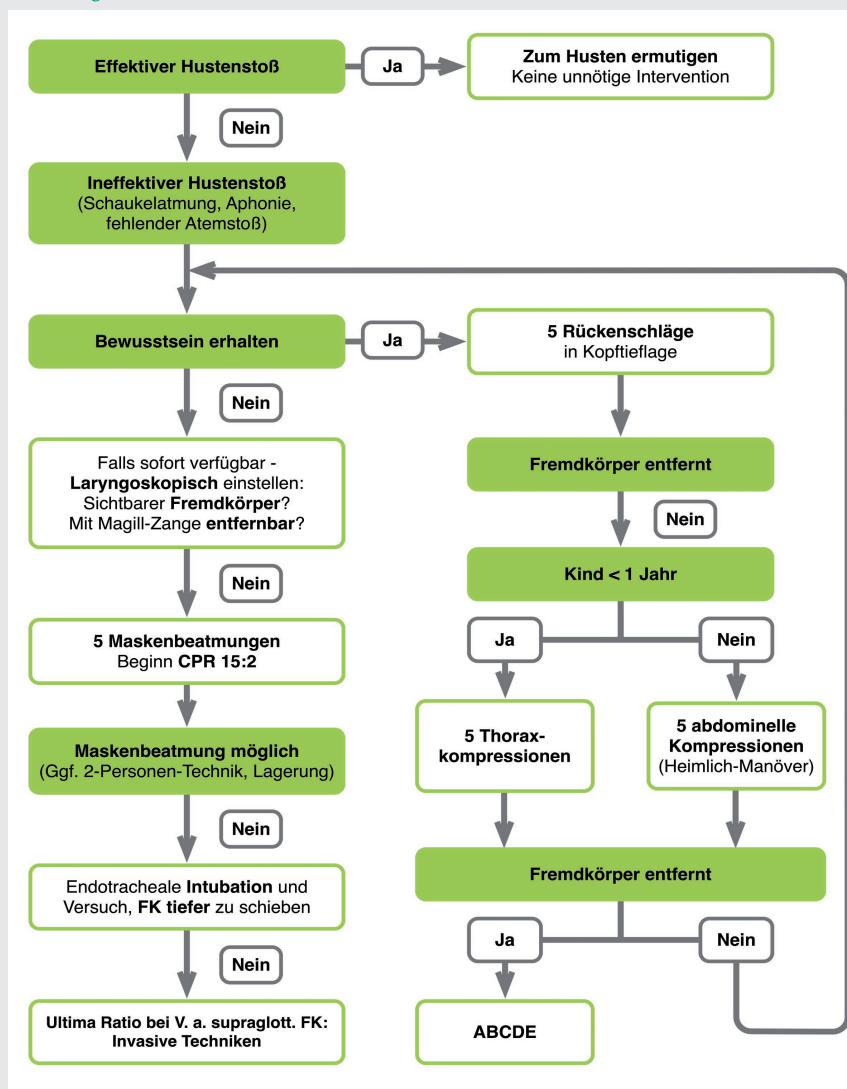 Effektiver Hustenstoß
Ja
Zum Husten ermutigen
Keine unnötige Intervention
Nein
Ineffektiver Hustenstoß
(Schaukelatmung, Aphonie,
fehlender Atemstoß)
Bewusstsein erhalten
Ja
5 Rückenschläge
in Kopftieflage
Nein
Falls sofort verfügbar -
Laryngoskopisch einstellen:
Sichtbarer Fremdkörper?
Mit Magill-Zange entfernbar?
Nein
5 Maskenbeatmungen
Beginn CPR 15:2
Maskenbeatmung möglich
(Ggf. 2-Personen-Technik, Lagerung)
Nein
Endotracheale Intubation und
Versuch, FK tiefer zu schieben
Nein
Ultima Ratio bei V. a. supraglott. FK:
Invasive Techniken
Fremdkörper entfernt
Nein
Kind < 1 Jahr
Ja
Nein
5 Thorax-
kompressionen
5 abdominelle
Kompressionen
(Heimlich-Manöver)
Fremdkörper entfernt
Ja
Nein
ABCDE